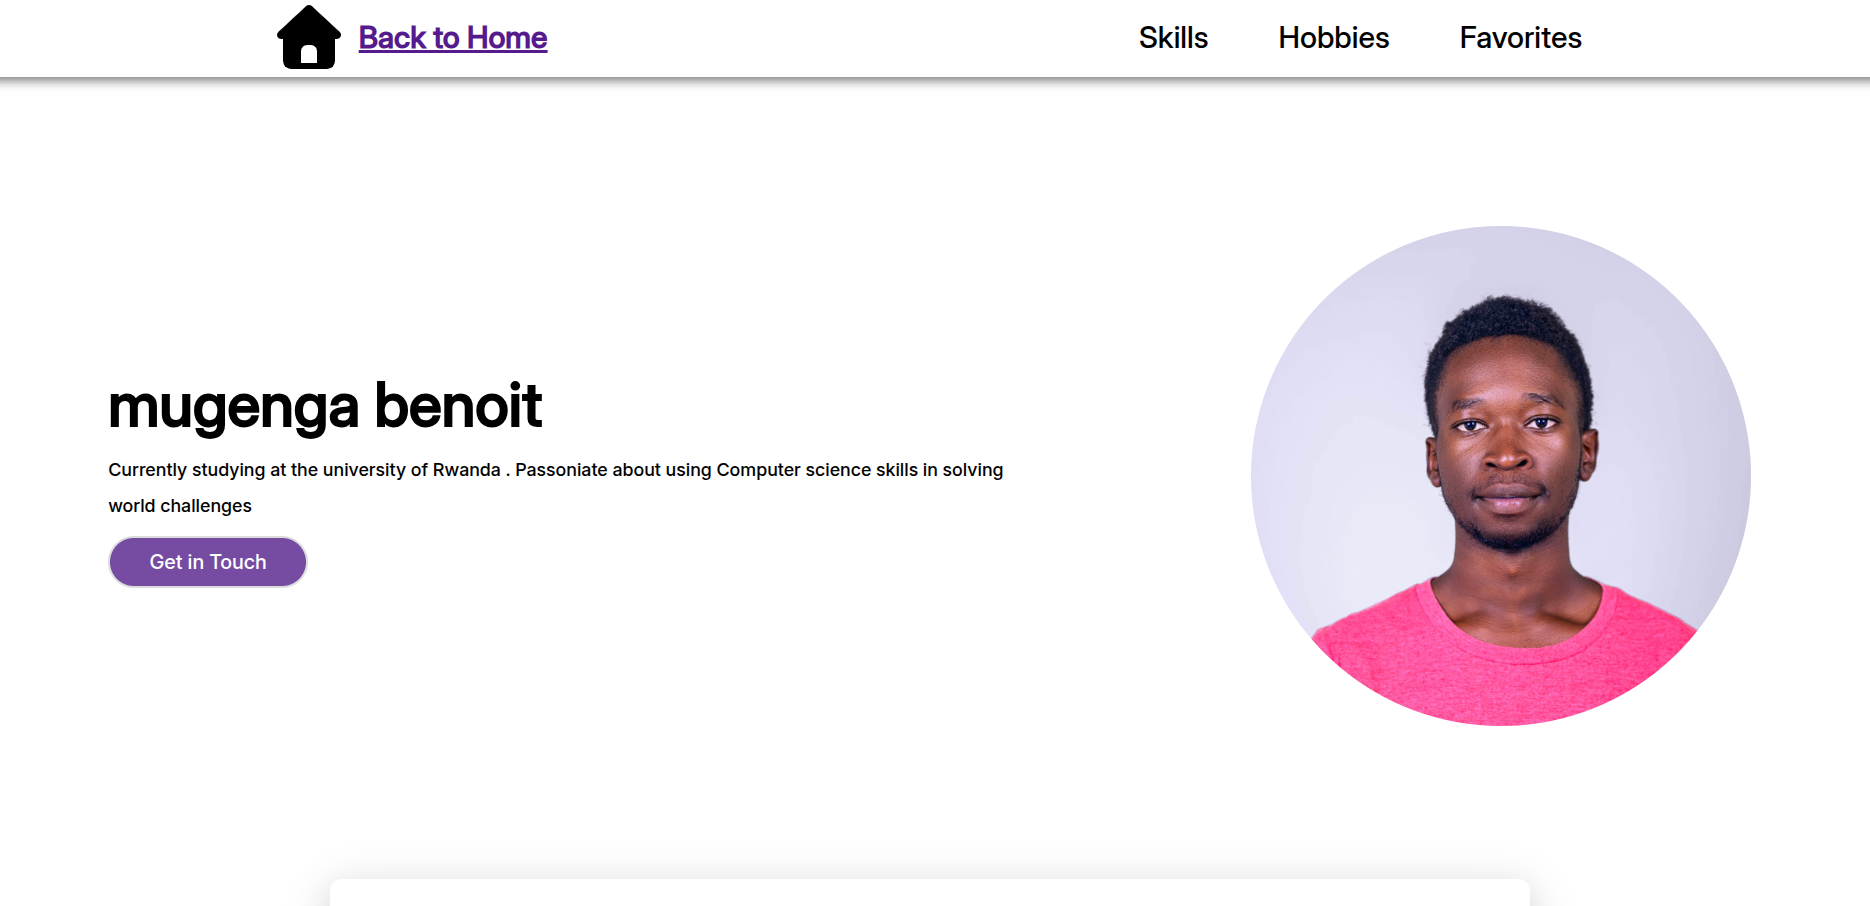 Back to Home
Skills
Hobbies
Favorites
mugenga benoit
Currently studying at the university of Rwanda . Passoniate about using Computer science skills in solving
world challenges
Get in Touch